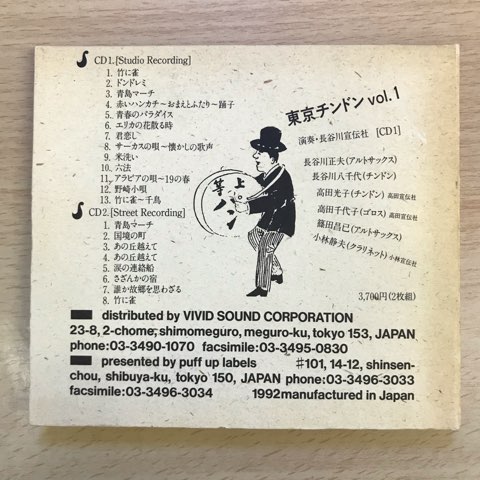 CD1.[Studio Recording]
1. 竹に雀
2. ドンドレミ
3. 青島マーチ
4. 赤いハンカチ〜おまえとふたり〜踊子
5. 青春のパラダイス
6. エリカの花散る時
7. 君恋し
8. サーカスの唄〜懐かしの歌声
9. 米洗い
10. 六法
11. アラビアの唄〜19の春
12. 野崎小唄
13. 竹に雀〜千鳥
CD2.[Street Recording]
1. 青島マーチ
2. 国境の町
3. あの丘越えて
4. あの丘越えて
5. 涙の連絡船
6. さざんかの宿
7. 誰か故郷を思わざる
8. 竹に雀
東京チンドン vol.1
演奏・長谷川宣伝社 [CD1]
長谷川正夫(アルトサックス)
長谷川八千代(チンドン)
高田光子(チンドン) 高田宣伝社
高田千代子(ゴロス) 高田宣伝社
篠田昌已(アルトサックス)
小林静夫(クラリネット) 小林宣伝社
3,700円(2枚組)
上等ノパン
distributed by VIVID SOUND CORPORATION
23-8, 2-chome, shimomeguro, meguro-ku, tokyo 153, JAPAN
phone:03-3490-1070 facsimile:03-3495-0830
presented by puff up labels #101, 14-12, shinsen-
chou, shibuya-ku, tokyo 150, JAPAN phone:03-3496-3033
facsimile:03-3496-3034 1992manufactured in Japan